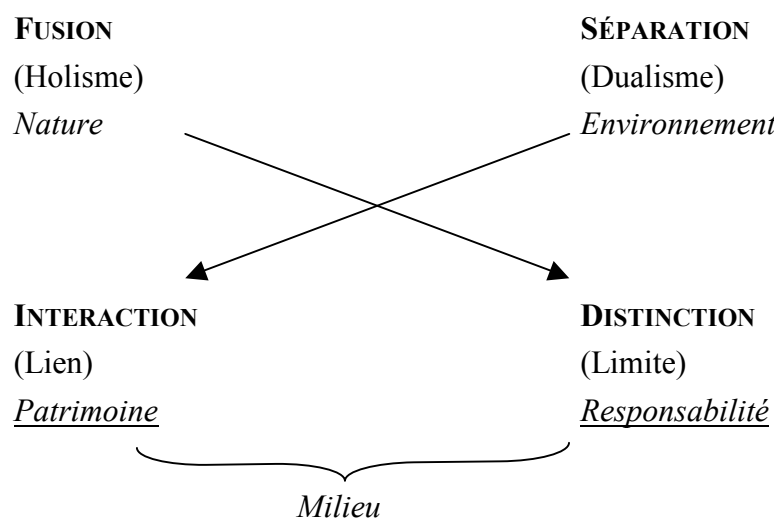 FUSION
(Holisme)
Nature
SÉPARATION
(Dualisme)
Environnement
INTERACTION
(Lien)
Patrimoine
DISTINCTION
(Limite)
Responsabilité
Milieu